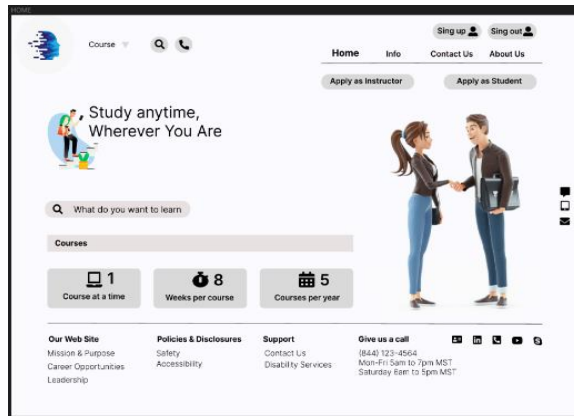 HOME
Sing up
Sing out
Course
Home
Info
Contact Us
About Us
Apply as Instructor
Apply as Student
Study anytime,
Wherever You Are
What do you want to learn
Courses
1
Course at a time
8
Weeks per course
5
Courses per year
Our Web Site
Mission & Purpose
Career Opportunities
Leadership
Policies & Disclosures
Safety
Accessibility
Support
Contact Us
Disability Services
Give us a call
(844) 123-4564
Mon-Fri 5am to 7pm MST
Saturday 6am to 5pm MST